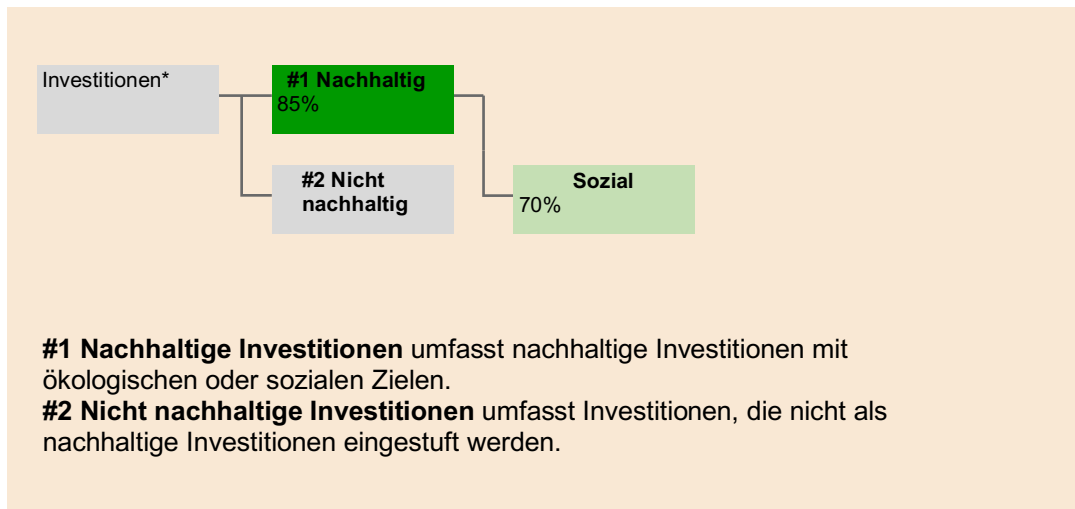 Investitionen*
#1 Nachhaltig
85%
#2 Nicht
nachhaltig
Sozial
70%
#1 Nachhaltige Investitionen umfasst nachhaltige Investitionen mit
ökologischen oder sozialen Zielen.
#2 Nicht nachhaltige Investitionen umfasst Investitionen, die nicht als
nachhaltige Investitionen eingestuft werden.